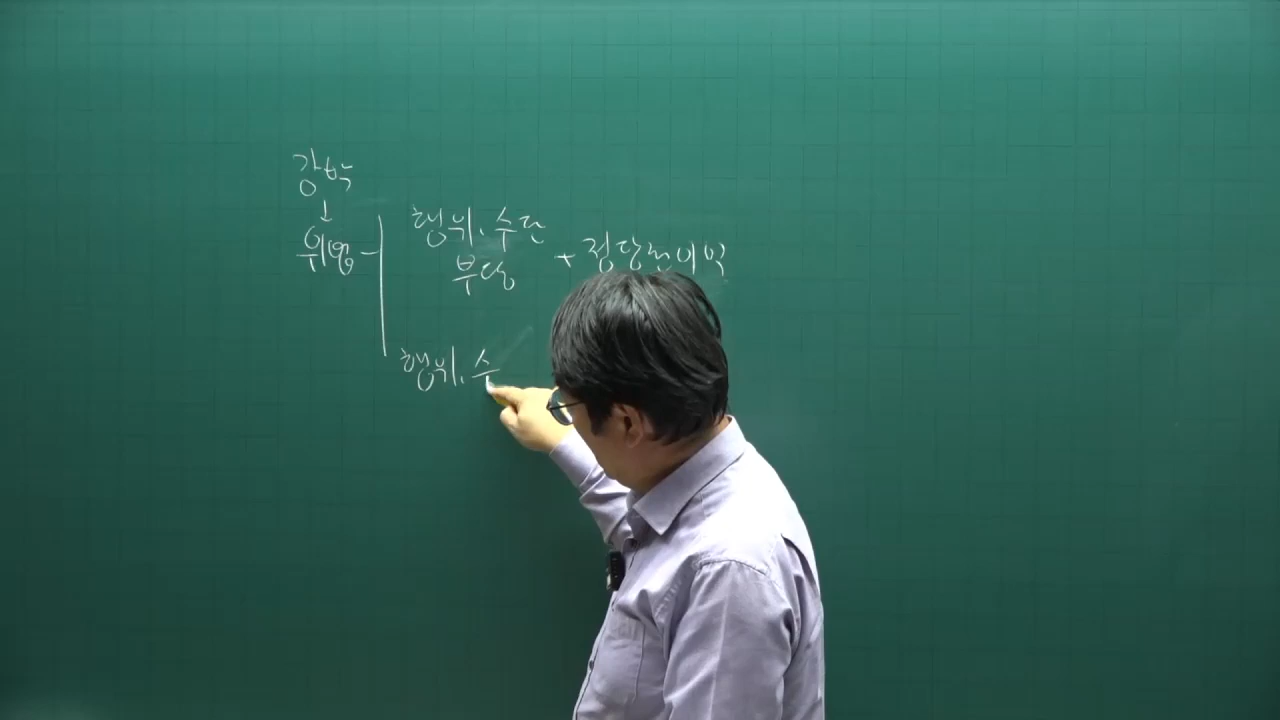 강박
↓
위법
행위, 수단
부당
+ 정당한 이익
행위, 수